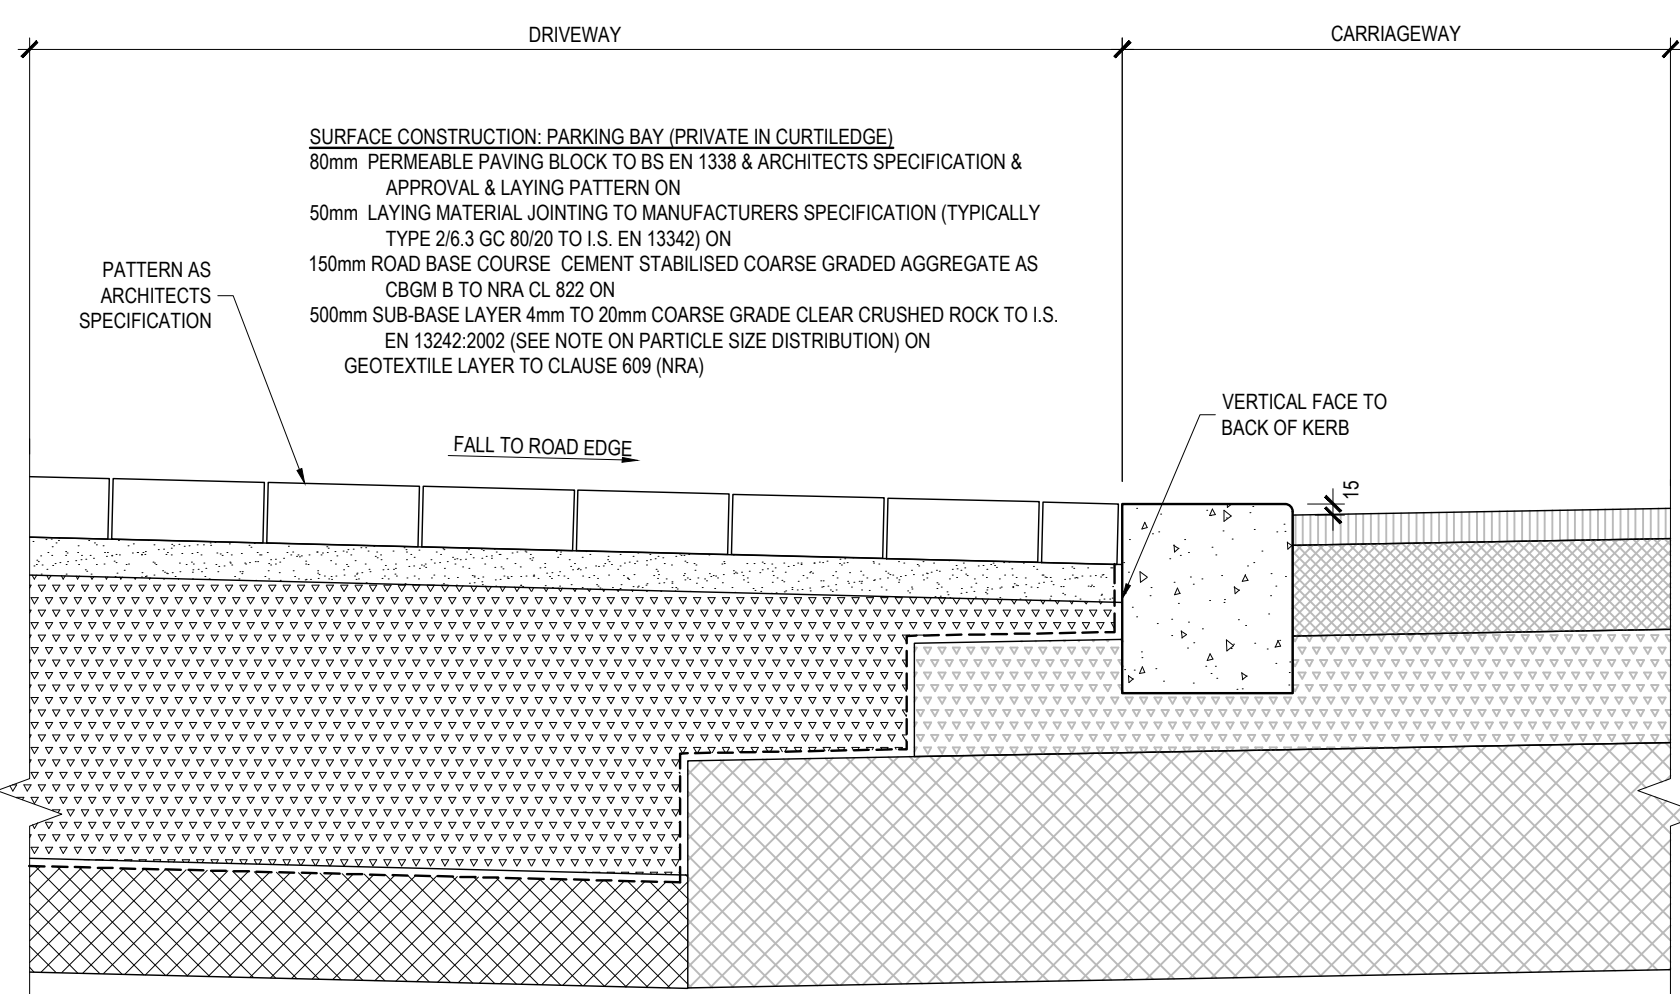 DRIVEWAY
CARRIAGEWAY
SURFACE CONSTRUCTION: PARKING BAY (PRIVATE IN CURTILEDGE)
80mm PERMEABLE PAVING BLOCK TO BS EN 1338 & ARCHITECTS SPECIFICATION &
APPROVAL & LAYING PATTERN ON
50mm LAYING MATERIAL JOINTING TO MANUFACTURERS SPECIFICATION (TYPICALLY
TYPE 2/6.3 GC 80/20 TO I.S. EN 13342) ON
150mm ROAD BASE COURSE CEMENT STABILISED COARSE GRADED AGGREGATE AS
CBGM B TO NRA CL 822 ON
500mm SUB-BASE LAYER 4mm TO 20mm COARSE GRADE CLEAR CRUSHED ROCK TO I.S.
EN 13242:2002 (SEE NOTE ON PARTICLE SIZE DISTRIBUTION) ON
GEOTEXTILE LAYER TO CLAUSE 609 (NRA)
PATTERN AS
ARCHITECTS
SPECIFICATION
FALL TO ROAD EDGE
VERTICAL FACE TO
BACK OF KERB
15